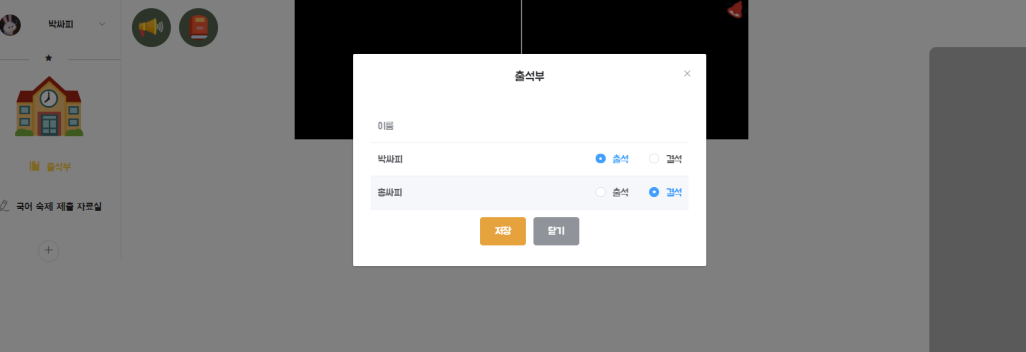 박싸피
출석부
국어 숙제 제출 자료실
출석부
이름
박싸피 출석 결석
홍싸피 출석 결석
저장 닫기